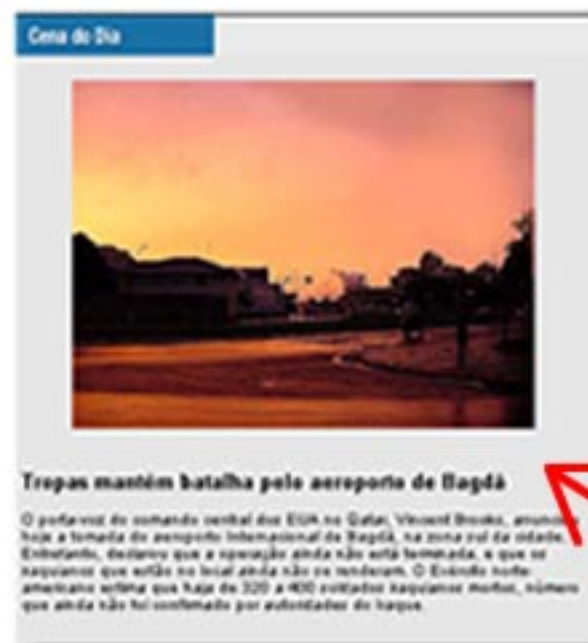 Cena do Dia
Tropas mantém batalha pelo aeroporto de Bagdá
O porta-voz do comando central dos EUA no Qatar, Vincent Brooks,
hoje a tomada do aeroporto Internacional de Bagdá, na zona sul da cidade.
Entretanto, declarou que a operação ainda não está terminada, e que os
iraquianos que estão no local ainda não se renderam. O Exército norte-
americano estima que haja de 320 a 400 soldados iraquianos mortos, número
que ainda não foi confirmado por autoridades do Iraque.